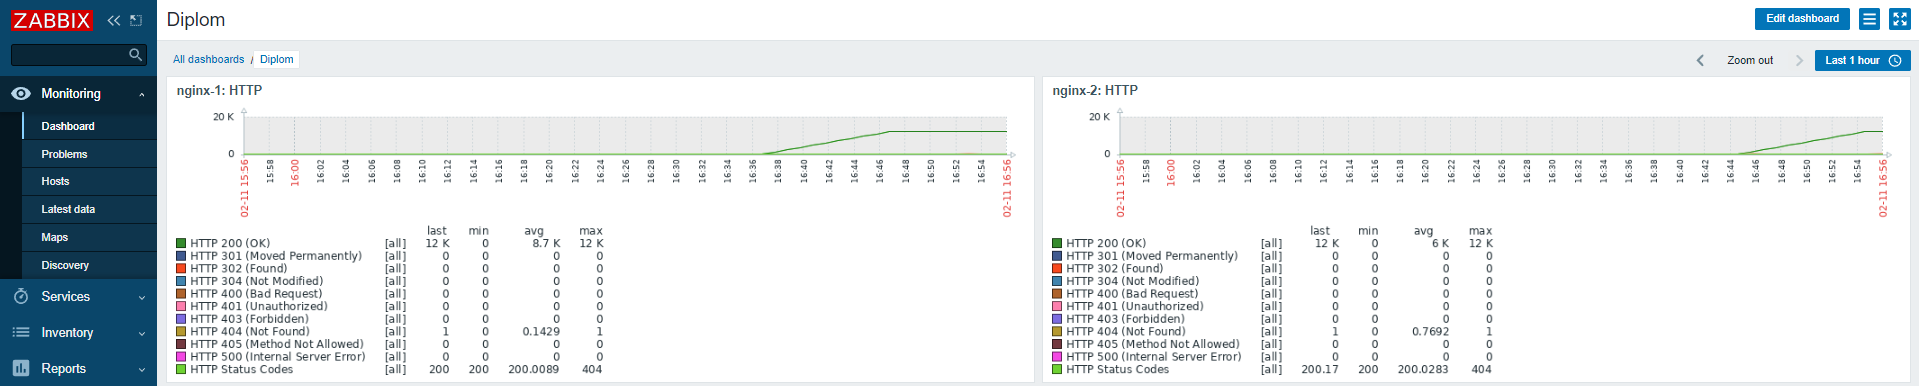 ZABBIX
Diplom
Edit dashboard
All dashboards / Diplom
Zoom out
Last 1 hour
Monitoring
Dashboard
Problems
Hosts
Latest data
Maps
Discovery
Services
Inventory
Reports
nginx-1: HTTP
20 K
0
02-11 15:56
15:58
16:00
16:02
16:04
16:06
16:08
16:10
16:12
16:14
16:16
16:18
16:20
16:22
16:24
16:26
16:28
16:30
16:32
16:34
16:36
16:38
16:40
16:42
16:44
16:46
16:48
16:50
16:52
16:54
02-11 16:56
last min avg max
HTTP 200 (OK) [all] 12 K 0 8.7 K 12 K
HTTP 301 (Moved Permanently) [all] 0 0 0 0
HTTP 302 (Found) [all] 0 0 0 0
HTTP 304 (Not Modified) [all] 0 0 0 0
HTTP 400 (Bad Request) [all] 0 0 0 0
HTTP 401 (Unauthorized) [all] 0 0 0 0
HTTP 403 (Forbidden) [all] 0 0 0 0
HTTP 404 (Not Found) [all] 1 0 0.1429 1
HTTP 405 (Method Not Allowed) [all] 0 0 0 0
HTTP 500 (Internal Server Error) [all] 0 0 0 0
HTTP Status Codes [all] 200 200 200.0089 404
nginx-2: HTTP
20 K
0
02-11 15:56
15:58
16:00
16:02
16:04
16:06
16:08
16:10
16:12
16:14
16:16
16:18
16:20
16:22
16:24
16:26
16:28
16:30
16:32
16:34
16:36
16:38
16:40
16:42
16:44
16:46
16:48
16:50
16:52
16:54
02-11 16:56
last min avg max
HTTP 200 (OK) [all] 12 K 0 6 K 12 K
HTTP 301 (Moved Permanently) [all] 0 0 0 0
HTTP 302 (Found) [all] 0 0 0 0
HTTP 304 (Not Modified) [all] 0 0 0 0
HTTP 400 (Bad Request) [all] 0 0 0 0
HTTP 401 (Unauthorized) [all] 0 0 0 0
HTTP 403 (Forbidden) [all] 0 0 0 0
HTTP 404 (Not Found) [all] 1 0 0.7692 1
HTTP 405 (Method Not Allowed) [all] 0 0 0 0
HTTP 500 (Internal Server Error) [all] 0 0 0 0
HTTP Status Codes [all] 200.17 200 200.0283 404